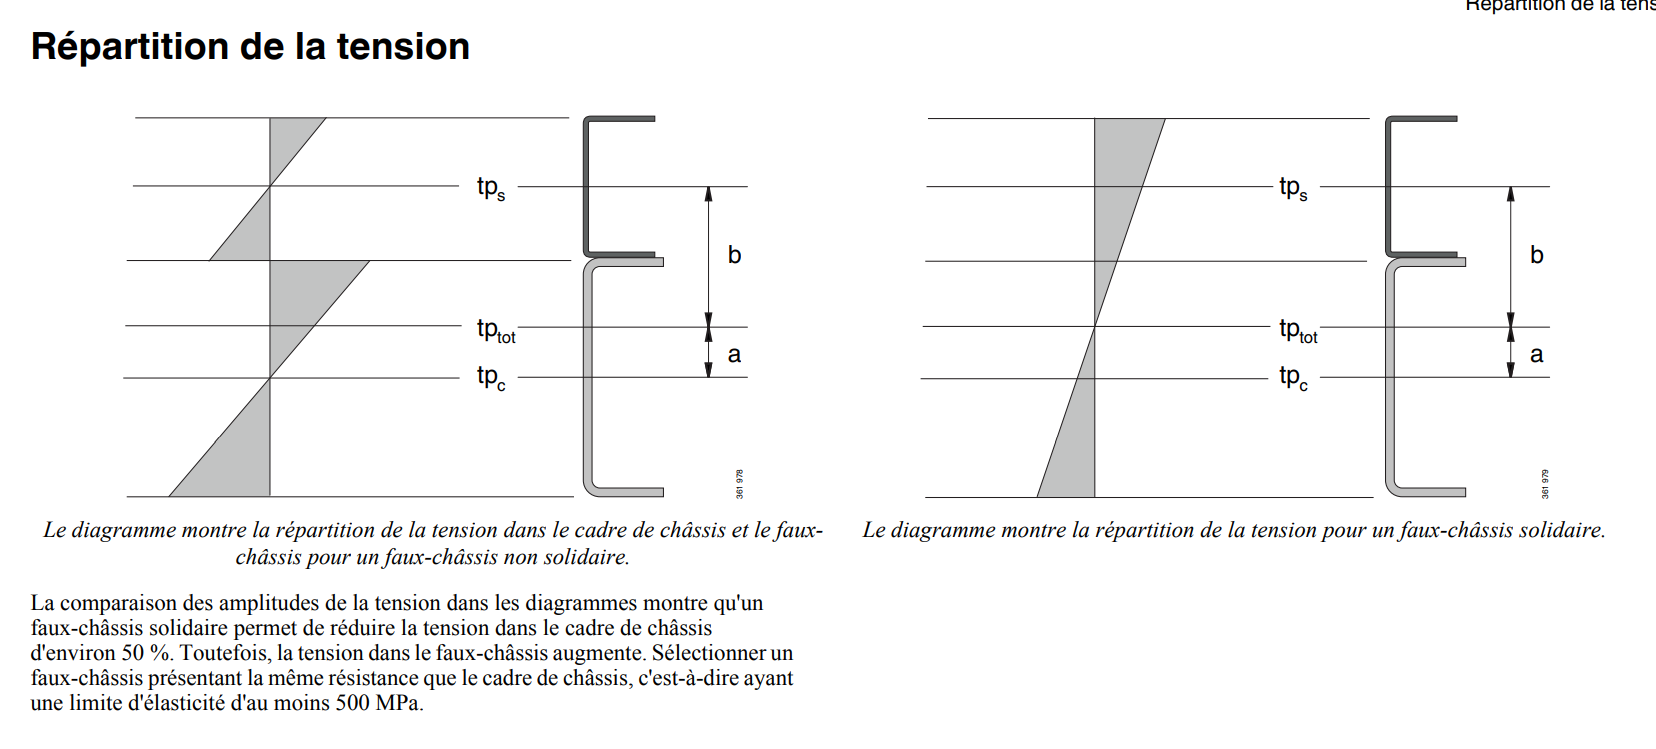 Répartition de la tens
Répartition de la tension
tps
b
tptot
a
tpc
361 978
tps
b
tptot
a
tpc
361 979
Le diagramme montre la répartition de la tension dans le cadre de châssis et le faux-
châssis pour un faux-châssis non solidaire.
Le diagramme montre la répartition de la tension pour un faux-châssis solidaire.
La comparaison des amplitudes de la tension dans les diagrammes montre qu'un
faux-châssis solidaire permet de réduire la tension dans le cadre de châssis
d'environ 50 %. Toutefois, la tension dans le faux-châssis augmente. Sélectionner un
faux-châssis présentant la même résistance que le cadre de châssis, c'est-à-dire ayant
une limite d'élasticité d'au moins 500 MPa.